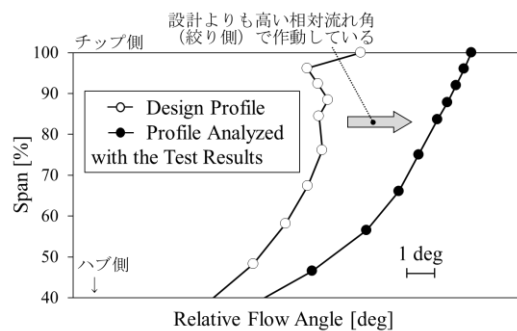 設計よりも高い相対流れ角
（絞り側）で作動している
チップ側
100
90
80
70
60
50
40
Span [%]
Design Profile
Profile Analyzed
with the Test Results
1 deg
ハブ側
Relative Flow Angle [deg]